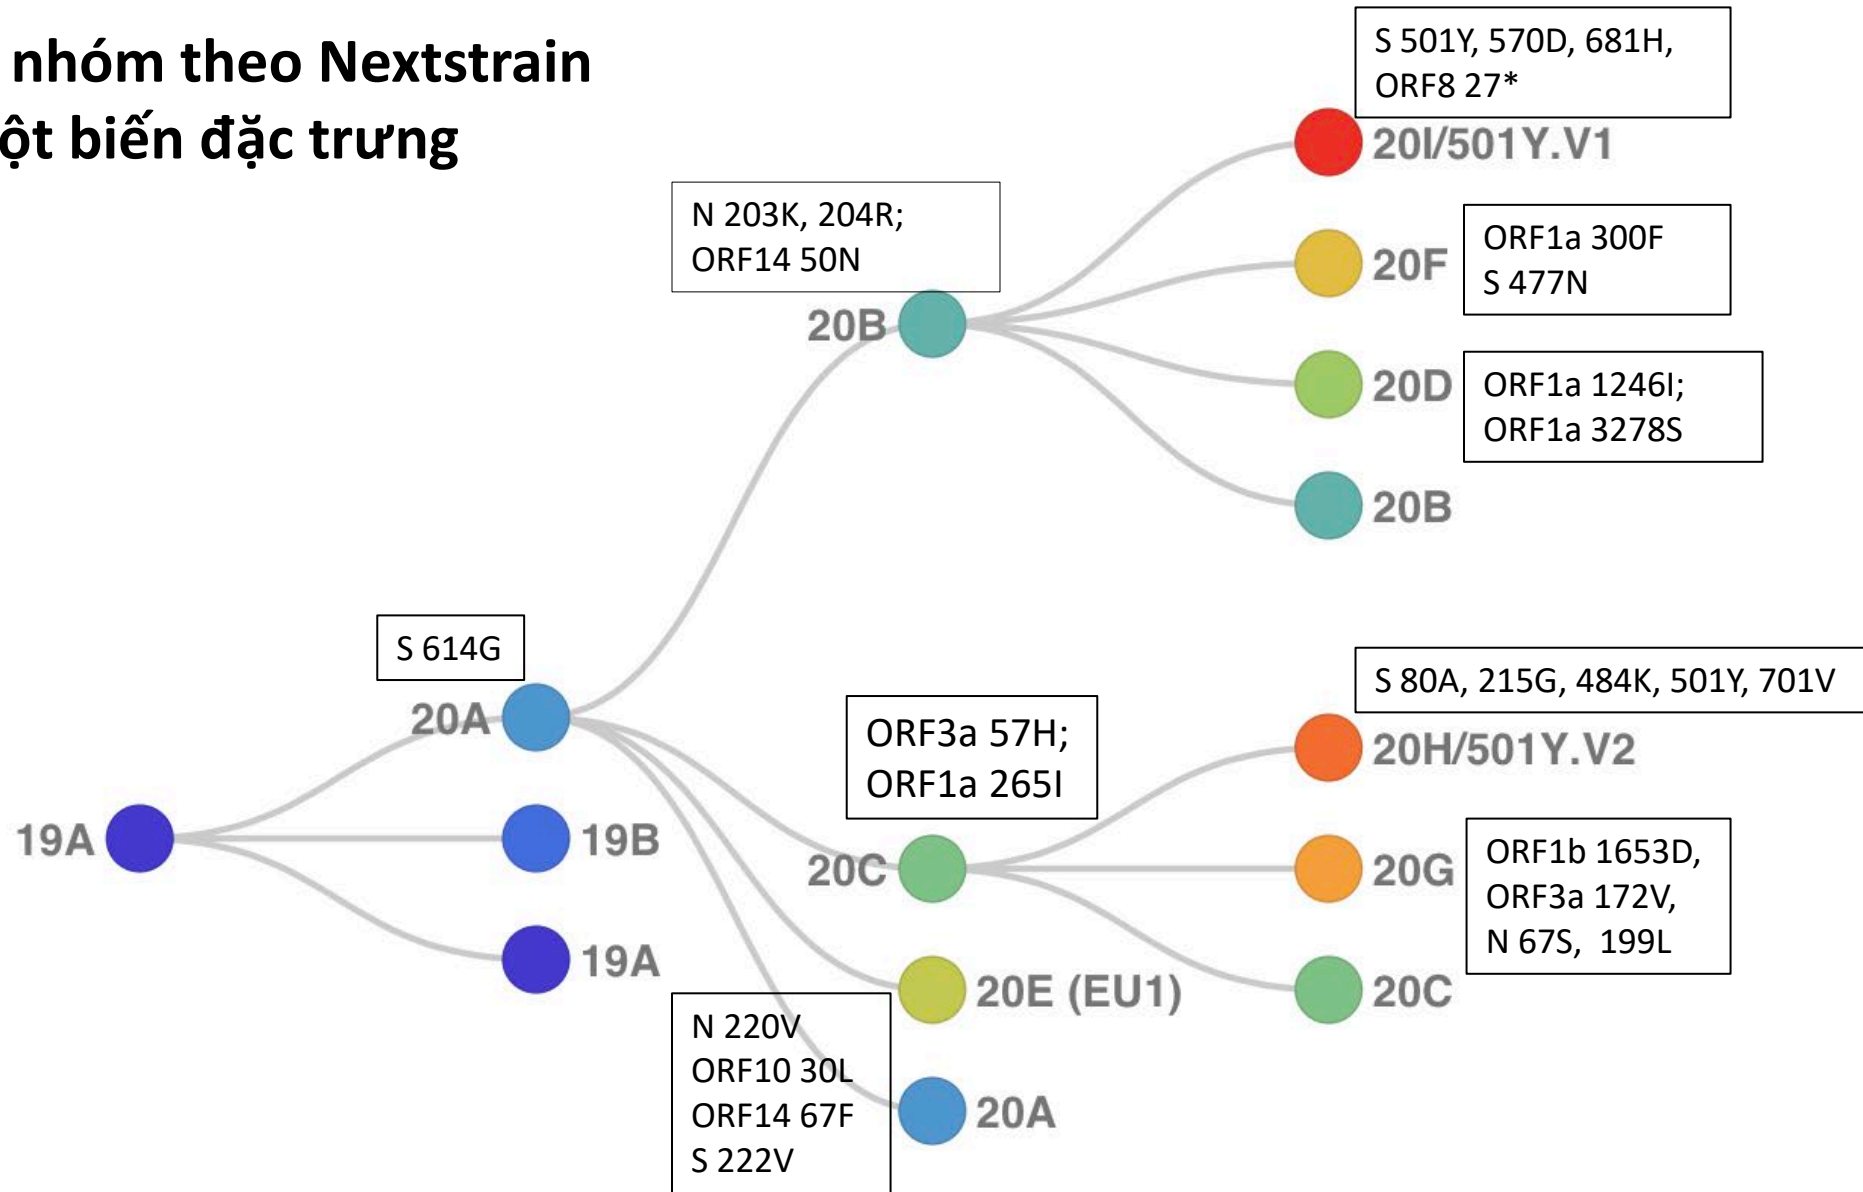 nhóm theo Nextstrain
ột biến đặc trưng
S 501Y, 570D, 681H,
ORF8 27*
20I/501Y.V1
N 203K, 204R;
ORF14 50N
20B
20F
ORF1a 300F
S 477N
20D
ORF1a 1246I;
ORF1a 3278S
20B
S 614G
20A
S 80A, 215G, 484K, 501Y, 701V
20H/501Y.V2
ORF3a 57H;
ORF1a 265I
19A
19B
20C
20G
ORF1b 1653D,
ORF3a 172V,
N 67S, 199L
19A
20E (EU1)
20C
N 220V
ORF10 30L
ORF14 67F
S 222V
20A